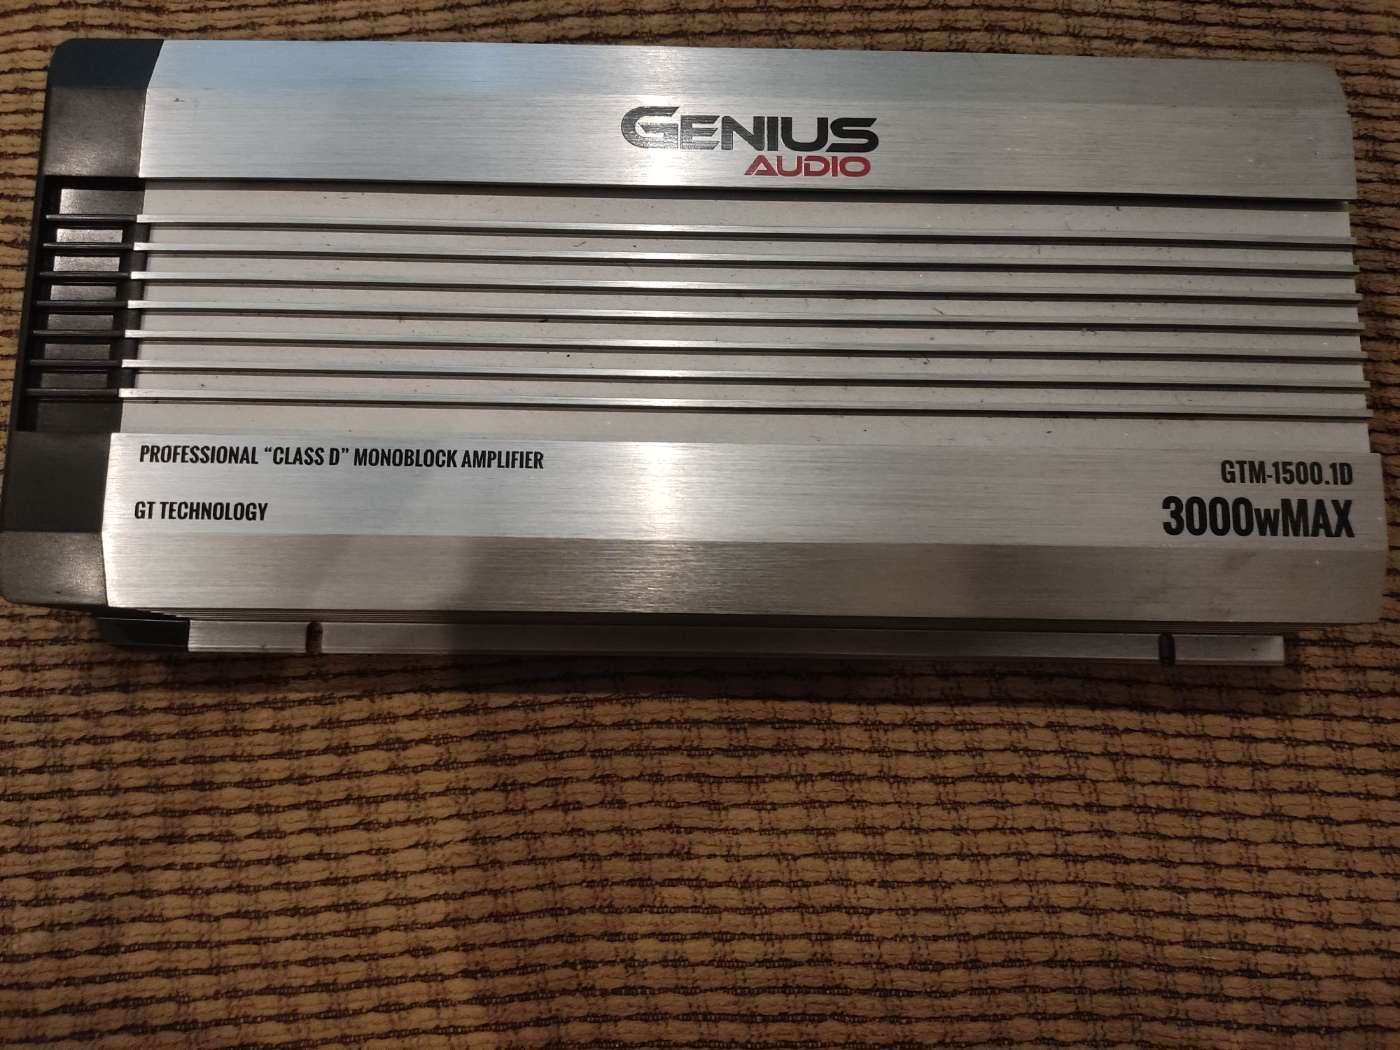 GENIUS
AUDIO
PROFESSIONAL “CLASS D” MONOBLOCK AMPLIFIER
GT TECHNOLOGY
GTM-1500.1D
3000wMAX